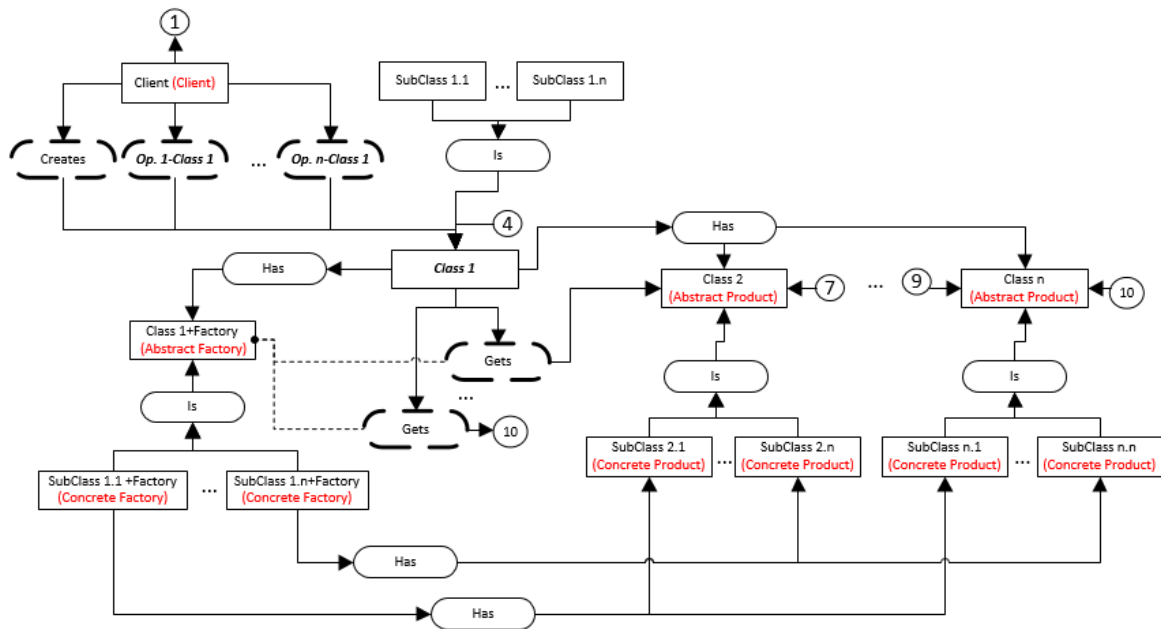 1
Client (Client)
SubClass 1.1
...
SubClass 1.n
Creates
Op. 1-Class 1
...
Op. n-Class 1
Is
4
Has
Class 1
Has
Class 2
(Abstract Product)
7
...
9
Class n
(Abstract Product)
10
Class 1+Factory
(Abstract Factory)
Gets
...
Is
Is
Is
Gets
10
SubClass 2.1
(Concrete Product)
...
SubClass 2.n
(Concrete Product)
SubClass n.1
(Concrete Product)
...
SubClass n.n
(Concrete Product)
SubClass 1.1 +Factory
(Concrete Factory)
...
SubClass 1.n+Factory
(Concrete Factory)
Has
Has